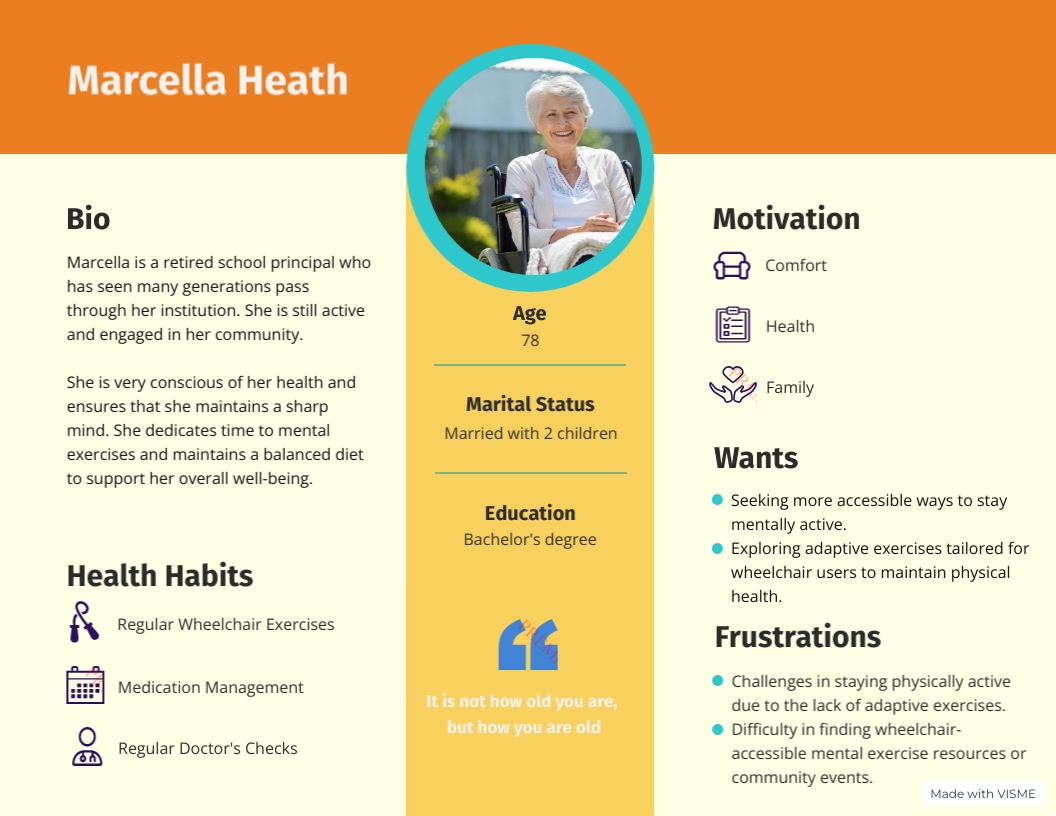 Marcella Heath
Bio
Marcella is a retired school principal who
has seen many generations pass
through her institution. She is still active
and engaged in her community.
She is very conscious of her health and
ensures that she maintains a sharp
mind. She dedicates time to mental
exercises and maintains a balanced diet
to support her overall well-being.
Health Habits
Regular Wheelchair Exercises
Medication Management
Regular Doctor's Checks
Age
78
Marital Status
Married with 2 children
Education
Bachelor's degree
It is not how old you are,
but how you are old
Motivation
Comfort
Health
Family
Wants
Seeking more accessible ways to stay
mentally active.
Exploring adaptive exercises tailored for
wheelchair users to maintain physical
health.
Frustrations
Challenges in staying physically active
due to the lack of adaptive exercises.
Difficulty in finding wheelchair-
accessible mental exercise resources or
community events.
Made with VISME